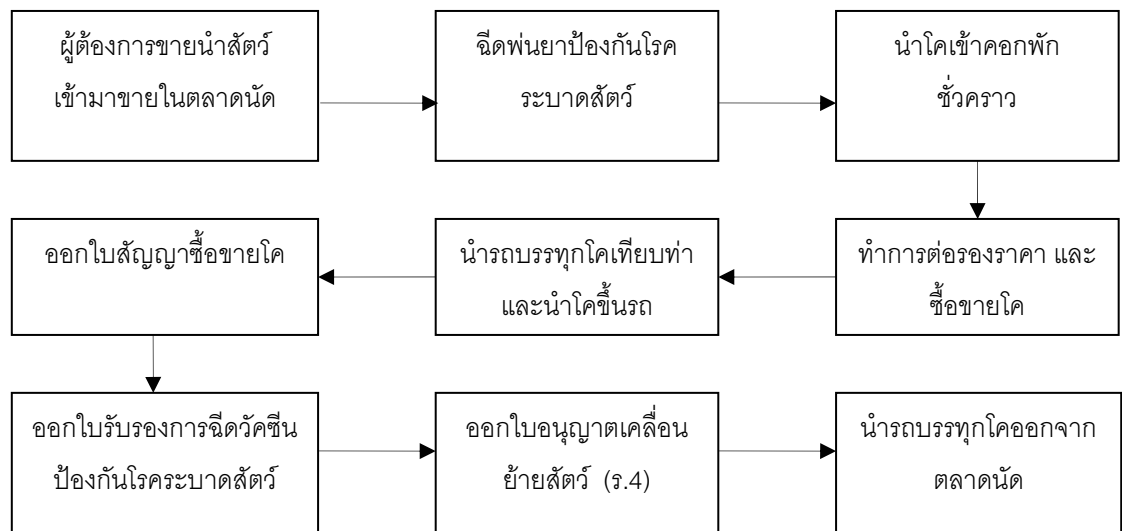 ผู้ต้องการขายนำสัตว์
เข้ามาขายในตลาดนัด
ฉีดพ่นยาป้องกันโรค
ระบาดสัตว์
นำโคเข้าคอกพัก
ชั่วคราว
ทำการต่อรองราคา และ
ซื้อขายโค
นำรถบรรทุกโคเทียบท่า
และนำโคขึ้นรถ
ออกใบสัญญาซื้อขายโค
ออกใบรับรองการฉีดวัคซีน
ป้องกันโรคระบาดสัตว์
ออกใบอนุญาตเคลื่อน
ย้ายสัตว์ (ร.4)
นำรถบรรทุกโคออกจาก
ตลาดนัด